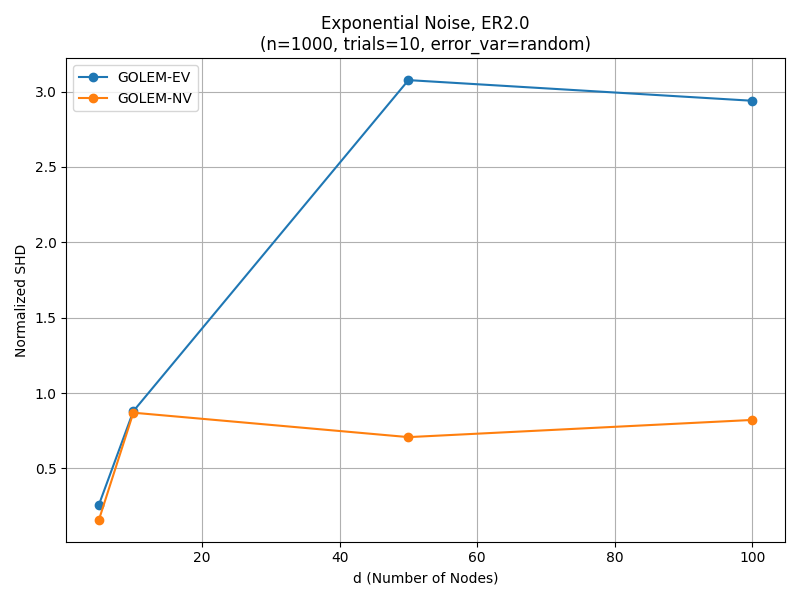 Exponential Noise, ER2.0
(n=1000, trials=10, error_var=random)
GOLEM-EV
GOLEM-NV
Normalized SHD
3.0
2.5
2.0
1.5
1.0
0.5
20 40 60 80 100
d (Number of Nodes)